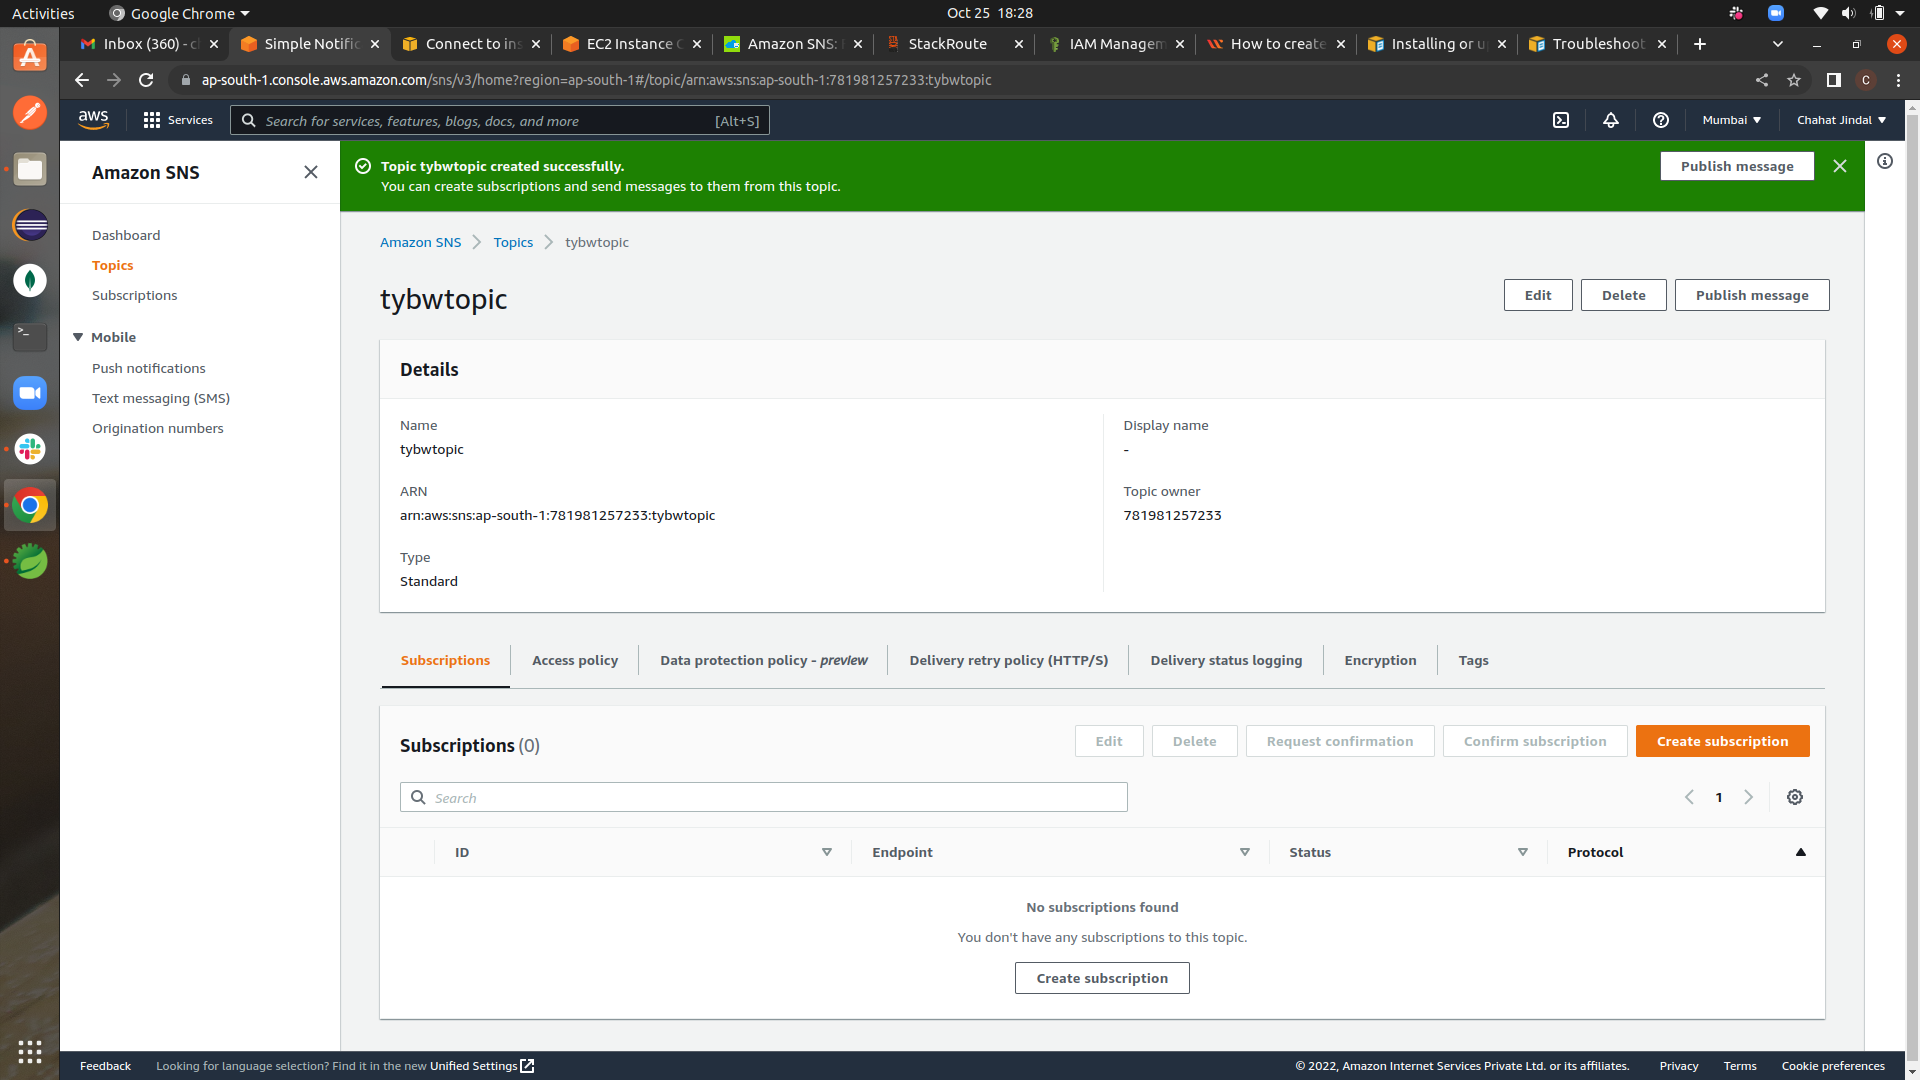 Activities
Google Chrome
Oct 25 18:28
Inbox (360) - c
Simple Notific
Connect to ins
EC2 Instance C
Amazon SNS: F
StackRoute
IAM Managem
How to create
Installing or u
Troubleshoot
ap-south-1.console.aws.amazon.com/sns/v3/home?region=ap-south-1#/topic/arn:aws:sns:ap-south-1:781981257233:tybwtopic
C
aws
Services
Search for services, features, blogs, docs, and more
[Alt+S]
Mumbai
Chahat Jindal
Amazon SNS
Dashboard
Topics
Subscriptions
Mobile
Push notifications
Text messaging (SMS)
Origination numbers
Topic tybwtopic created successfully.
You can create subscriptions and send messages to them from this topic.
Publish message
Amazon SNS
Topics
tybwtopic
tybwtopic
Edit
Delete
Publish message
Details
Name
tybwtopic
ARN
arn:aws:sns:ap-south-1:781981257233:tybwtopic
Type
Standard
Display name
-
Topic owner
781981257233
Subscriptions
Access policy
Data protection policy - preview
Delivery retry policy (HTTP/S)
Delivery status logging
Encryption
Tags
Subscriptions (0)
Edit
Delete
Request confirmation
Confirm subscription
Create subscription
Search
1
ID
Endpoint
Status
Protocol
No subscriptions found
You don't have any subscriptions to this topic.
Create subscription
Feedback
Looking for language selection? Find it in the new Unified Settings
© 2022, Amazon Internet Services Private Ltd. or its affiliates.
Privacy
Terms
Cookie preferences